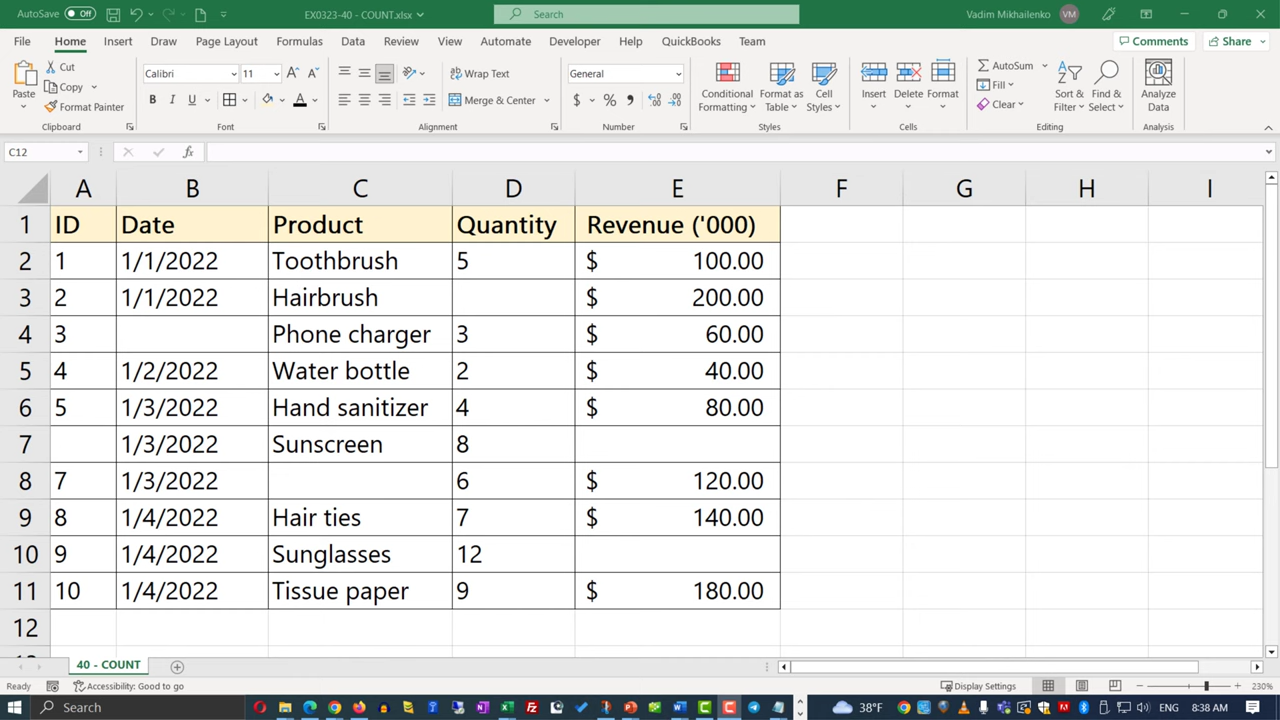 AutoSave Off EX0323-40 - COUNT.xlsx Search Vadim Mikhailenko VM
File Home Insert Draw Page Layout Formulas Data Review View Automate Developer Help QuickBooks Team Comments Share
Paste Cut Copy Format Painter Clipboard
Calibri 11 B I U A Font
Wrap Text Merge & Center Alignment
General $ % , Number
Conditional Formatting Format as Table Cell Styles Styles
Insert Delete Format Cells
AutoSum Fill Clear Sort & Filter Find & Select Editing
Analyze Data Analysis
C12 fx
A B C D E F G H I
1 ID Date Product Quantity Revenue ('000)
2 1 1/1/2022 Toothbrush 5 $ 100.00
3 2 1/1/2022 Hairbrush $ 200.00
4 3 Phone charger 3 $ 60.00
5 4 1/2/2022 Water bottle 2 $ 40.00
6 5 1/3/2022 Hand sanitizer 4 $ 80.00
7 1/3/2022 Sunscreen 8
8 7 1/3/2022 6 $ 120.00
9 8 1/4/2022 Hair ties 7 $ 140.00
10 9 1/4/2022 Sunglasses 12
11 10 1/4/2022 Tissue paper 9 $ 180.00
12
40 - COUNT
Ready Accessibility: Good to go Display Settings 230%
Search 38°F ENG 8:38 AM